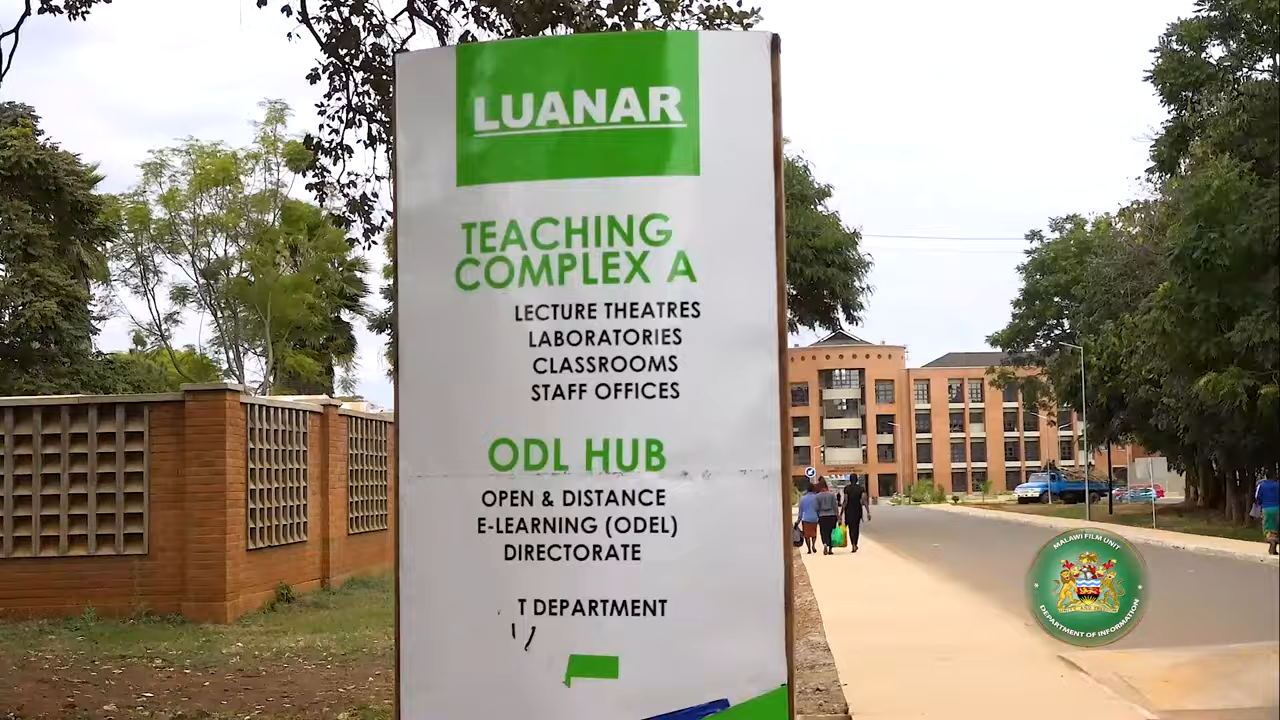 LUANAR
TEACHING
COMPLEX A
LECTURE THEATRES
LABORATORIES
CLASSROOMS
STAFF OFFICES
ODL HUB
OPEN & DISTANCE
E-LEARNING (ODEL)
DIRECTORATE
T DEPARTMENT
MALAWI FILM UNIT
DEPARTMENT OF INFORMATION